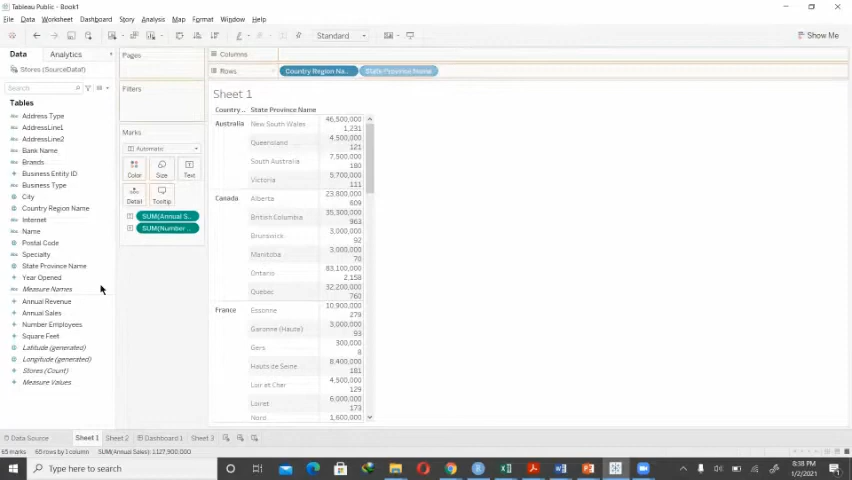 Tableau Public - Book1
File Data Worksheet Dashboard Story Analysis Map Format Window Help
Standard
Show Me
Data Analytics
Stores (SourceData)
Search
Tables
Address Type
AddressLine1
AddressLine2
Bank Name
Brands
Business Entity ID
Business Type
City
Country Region Name
Internet
Name
Postal Code
Specialty
State Province Name
Year Opened
Measure Names
Annual Revenue
Annual Sales
Number Employees
Square Feet
Latitude (generated)
Longitude (generated)
Stores (Count)
Measure Values
Pages
Filters
Marks
Automatic
Color Size Text
Detail Tooltip
SUM(Annual S..
SUM(Number ..
Columns
Rows Country Region Na.. State Province Name
Sheet 1
Country.. State Province Name
Australia New South Wales 46,500,000
1,231
Queensland 4,500,000
121
South Australia 7,500,000
180
Victoria 5,700,000
111
Canada Alberta 23,800,000
609
British Columbia 35,300,000
963
Brunswick 3,000,000
92
Manitoba 3,000,000
70
Ontario 83,100,000
2,158
Quebec 32,200,000
760
France Essonne 10,900,000
279
Garonne (Haute) 3,000,000
93
Gers 300,000
8
Hauts de Seine 8,400,000
181
Loir et Cher 4,500,000
129
Loiret 6,000,000
173
Nord 1,600,000
Data Source Sheet 1 Sheet 2 Dashboard 1 Sheet 3
65 marks 65 rows by 1 column SUM(Annual Sales): 1,127,900,000
Type here to search
8:38 PM
1/2/2021